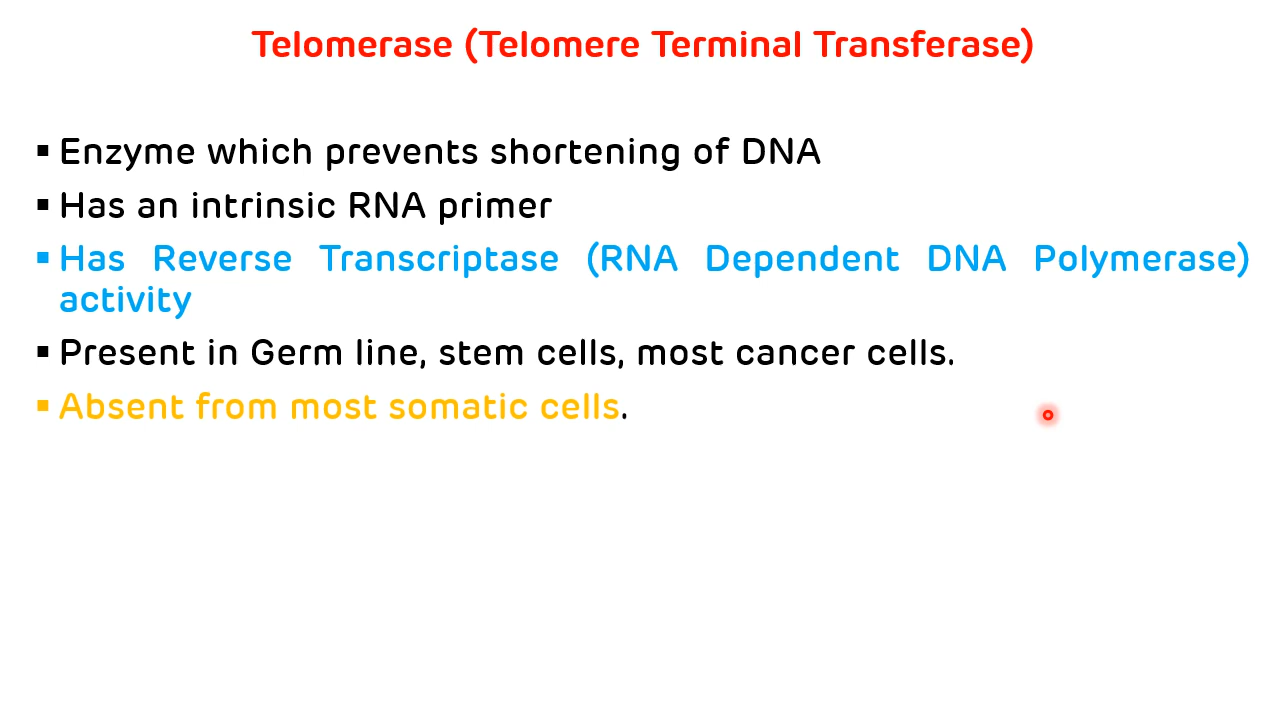 Telomerase (Telomere Terminal Transferase)
▪ Enzyme which prevents shortening of DNA
▪ Has an intrinsic RNA primer
▪ Has Reverse Transcriptase (RNA Dependent DNA Polymerase)
activity
▪ Present in Germ line, stem cells, most cancer cells.
▪ Absent from most somatic cells.